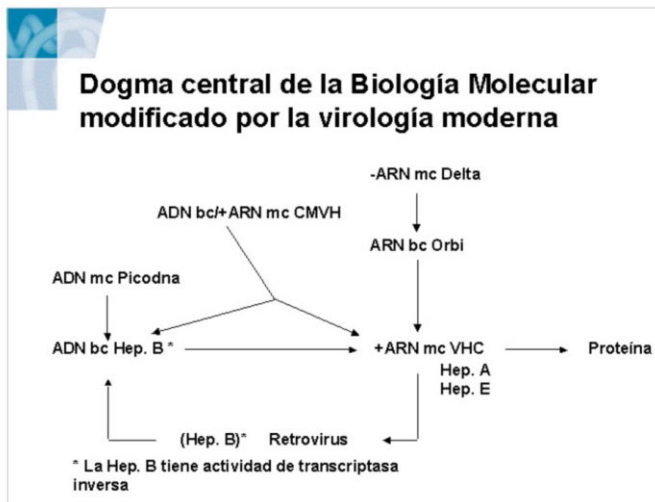 Dogma central de la Biología Molecular
modificado por la virología moderna
-ARN mc Delta
ADN bc/+ARN mc CMVH
ARN bc Orbi
ADN mc Picodna
ADN bc Hep. B *
+ARN mc VHC
Proteína
Hep. A
Hep. E
(Hep. B)* Retrovirus
* La Hep. B tiene actividad de transcriptasa
inversa